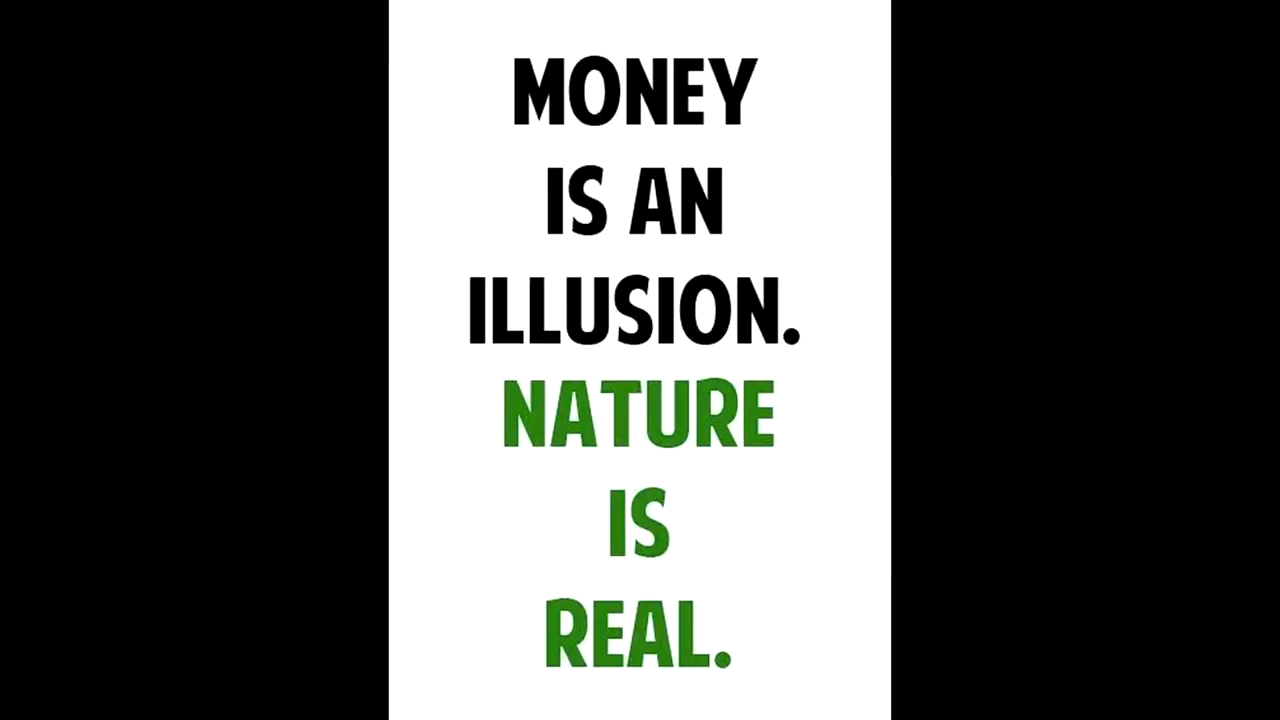 MONEY
IS AN
ILLUSION.
NATURE
IS
REAL.